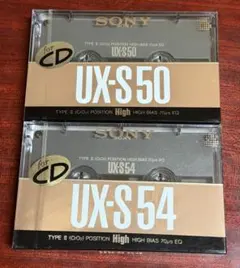 SONY
for CD
UX-S50
UX-S50
TYPE II (CrO₂) POSITION High HIGH BIAS 70μs EQ
SONY
for CD
UX-S54
UX-S 54
TYPE II (CrO₂) POSITION High HIGH BIAS 70μs EQ